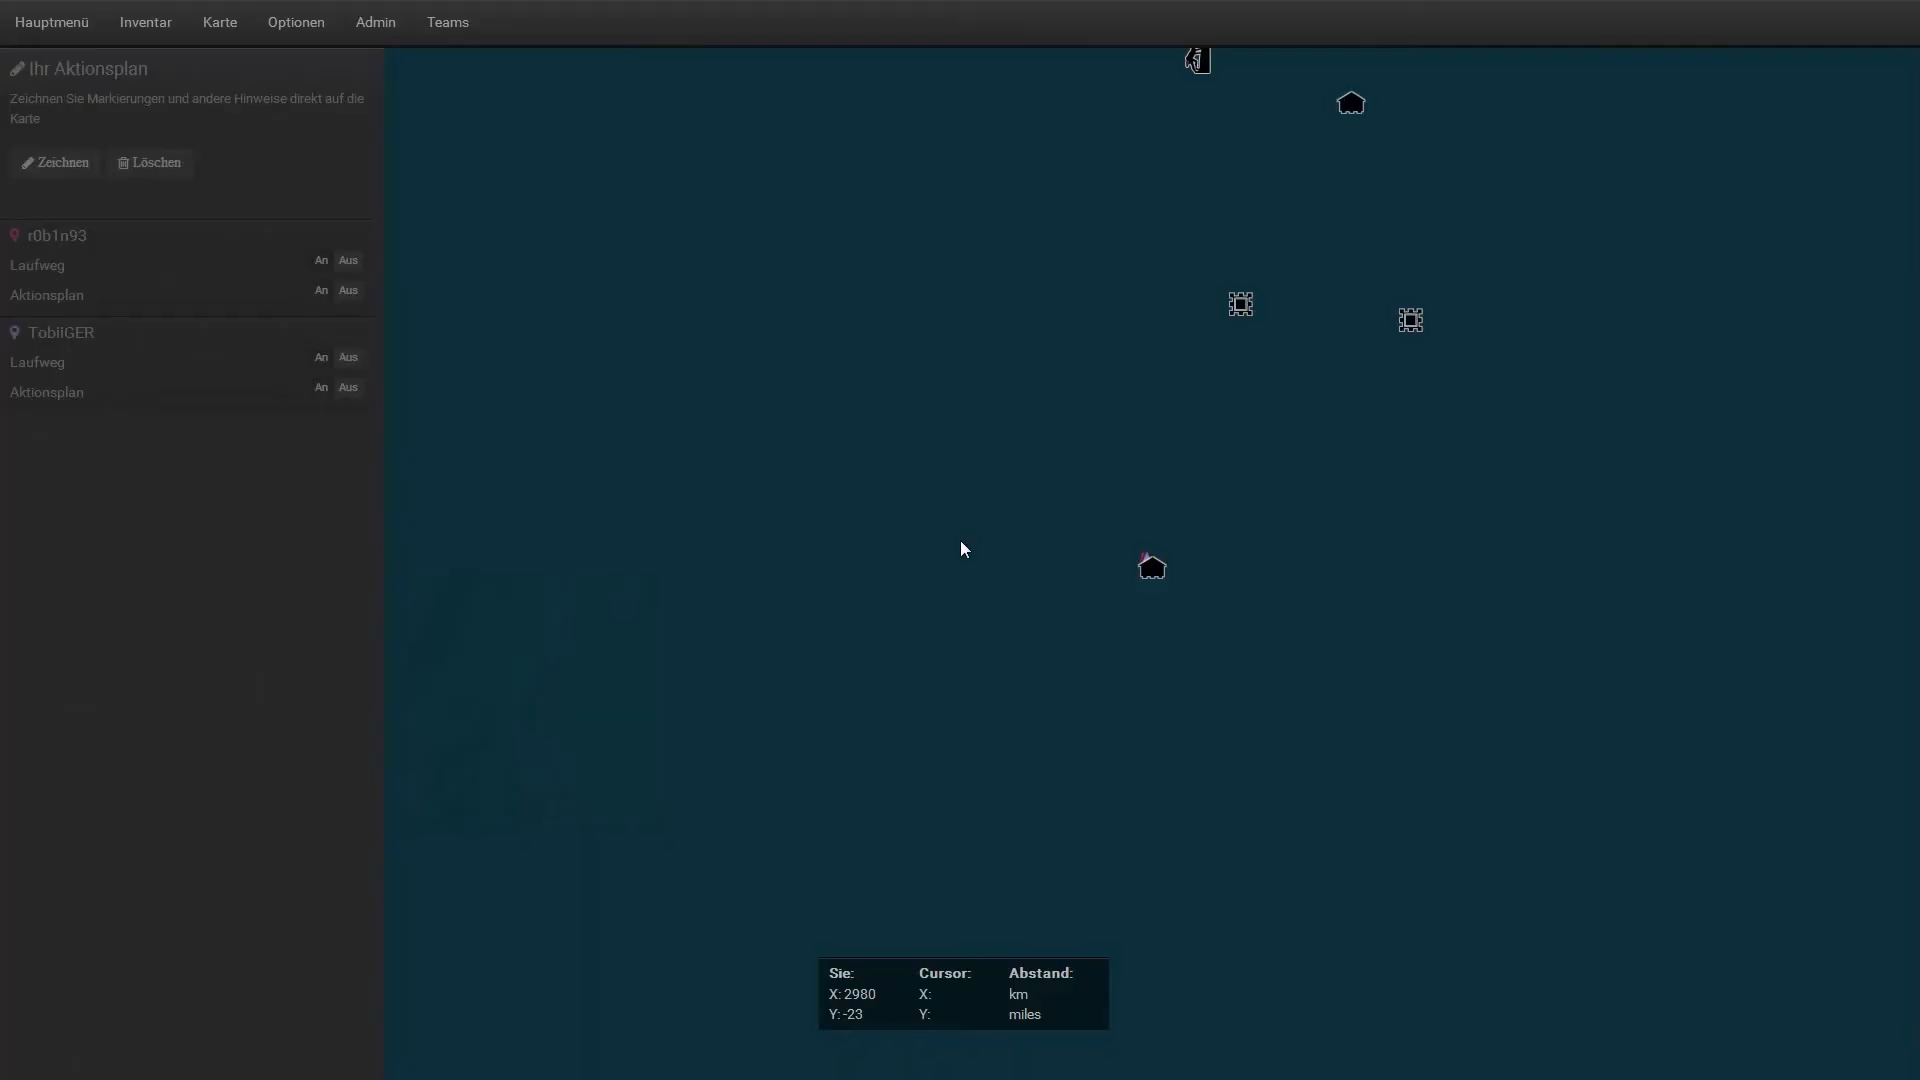 Hauptmenü Inventar Karte Optionen Admin Teams
Ihr Aktionsplan
Zeichnen Sie Markierungen und andere Hinweise direkt auf die
Karte
Zeichnen Löschen
r0b1n93
Laufweg An Aus
Aktionsplan An Aus
TobiiGER
Laufweg An Aus
Aktionsplan An Aus
Sie: Cursor: Abstand:
X: 2980 X: km
Y: -23 Y: miles